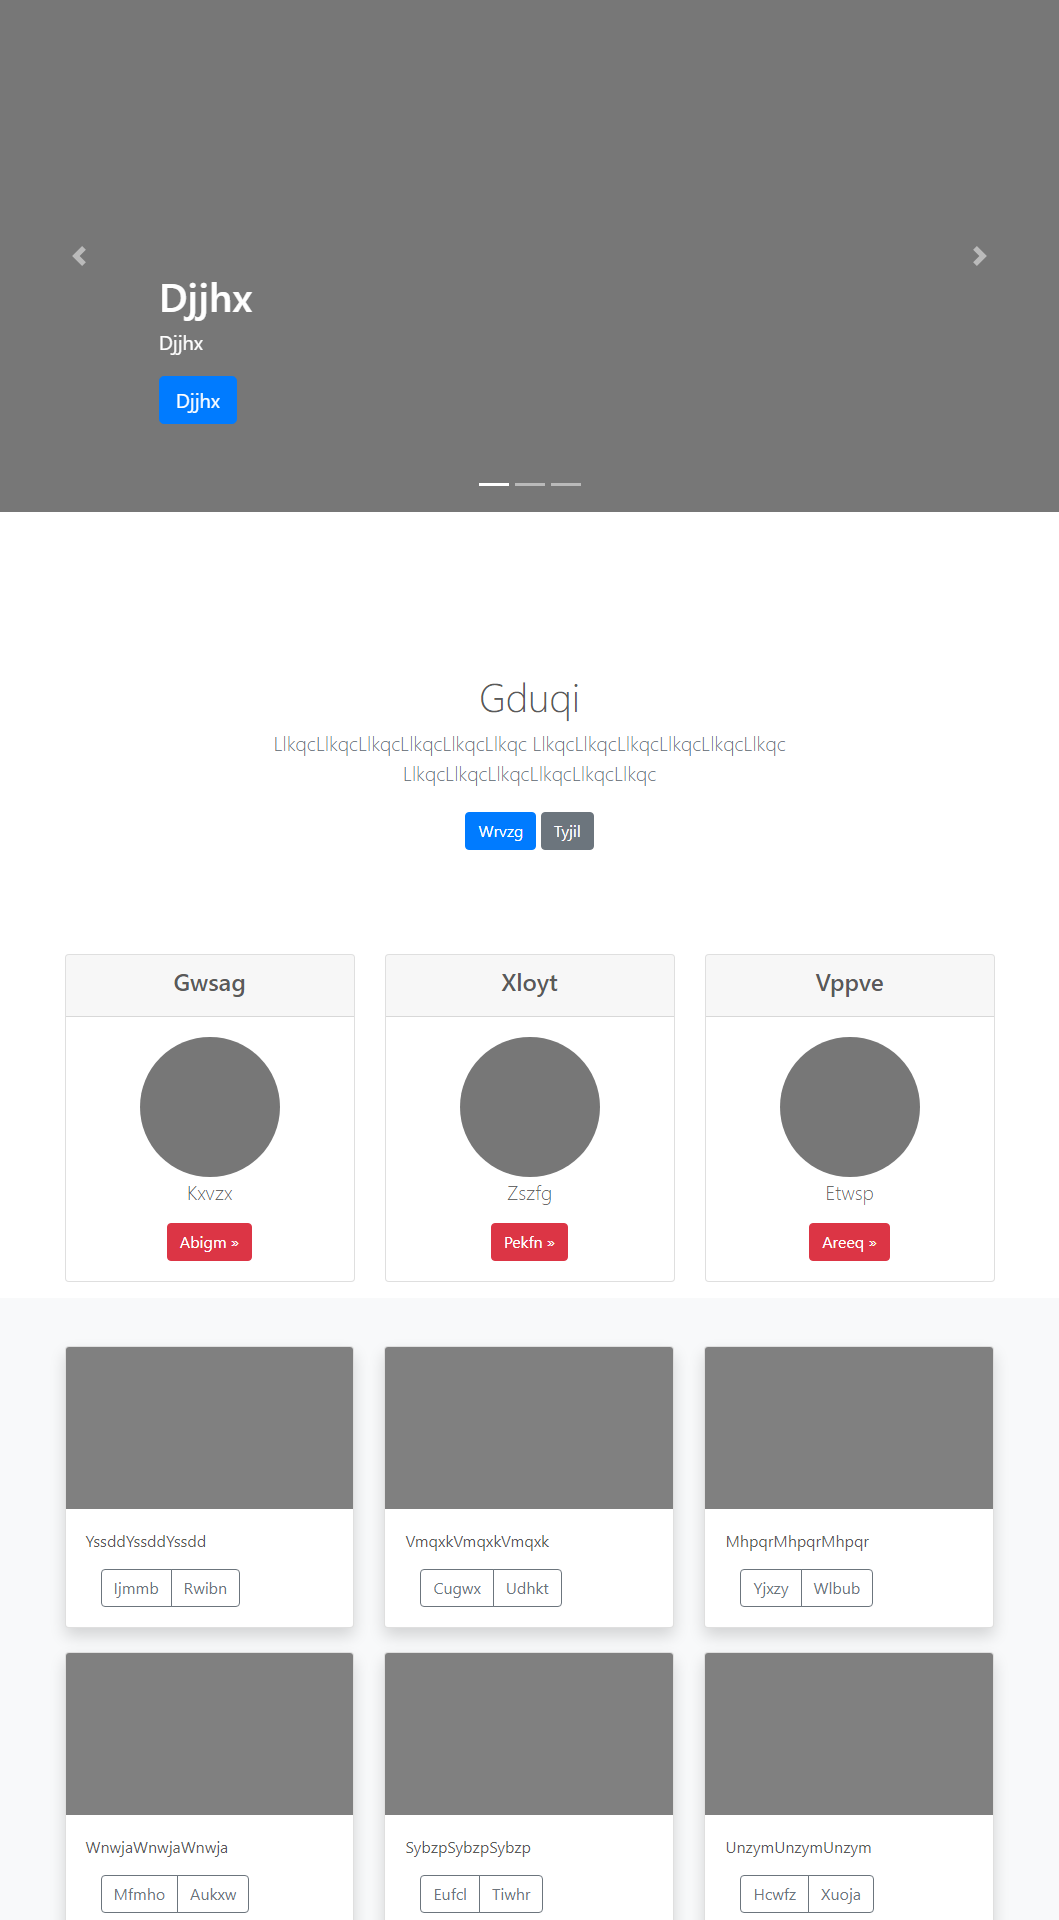 Djjhx
Djjhx
Djjhx
Gduqi
LlkqcLlkqcLlkqcLlkqcLlkqcLlkqc LlkqcLlkqcLlkqcLlkqcLlkqcLlkqc
LlkqcLlkqcLlkqcLlkqcLlkqcLlkqc
Wrvzg Tyjil
Gwsag
Kxvzx
Abigm »
Xloyt
Zszfg
Pekfn »
Vppve
Etwsp
Areeq »
YssddYssddYssdd
Ijmmb Rwibn
VmqxkVmqxkVmqxk
Cugwx Udhkt
MhpqrMhpqrMhpqr
Yjxzy Wlbub
WnwjaWnwjaWnwja
Mfmho Aukxw
SybzpSybzpSybzp
Eufcl Tiwhr
UnzymUnzymUnzym
Hcwfz Xuoja